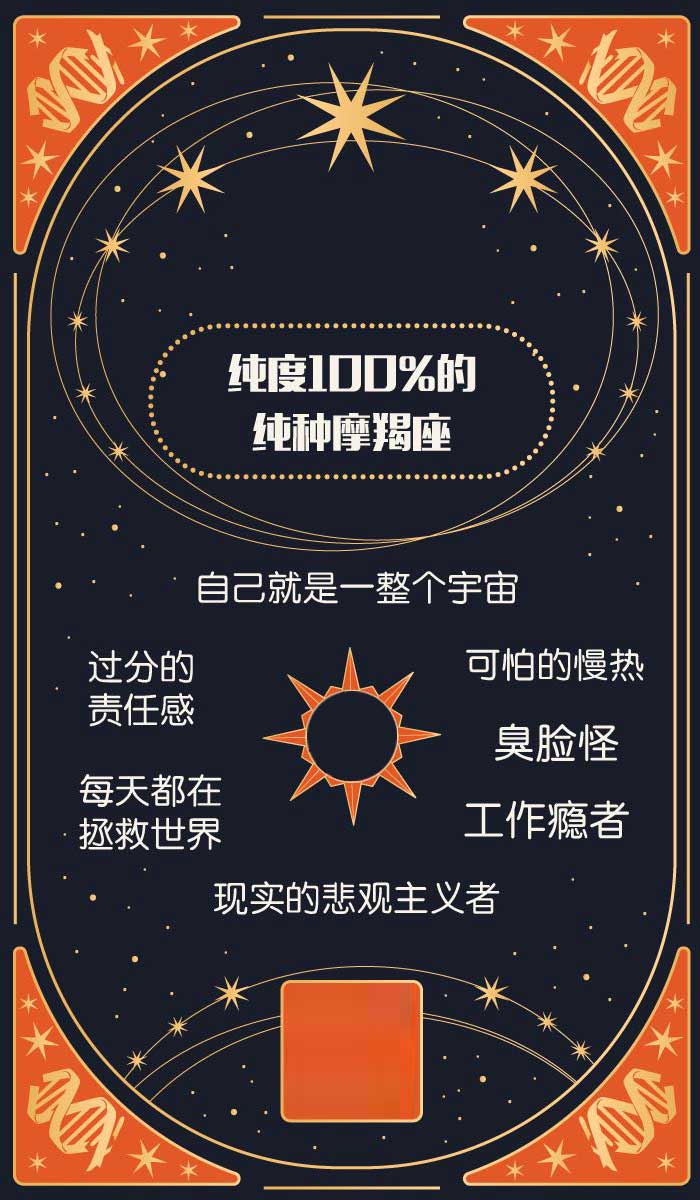 纯度100%的
纯种摩羯座
自己就是一整个宇宙
过分的
责任感
可怕的慢热
臭脸怪
每天都在
拯救世界
工作瘾者
现实的悲观主义者